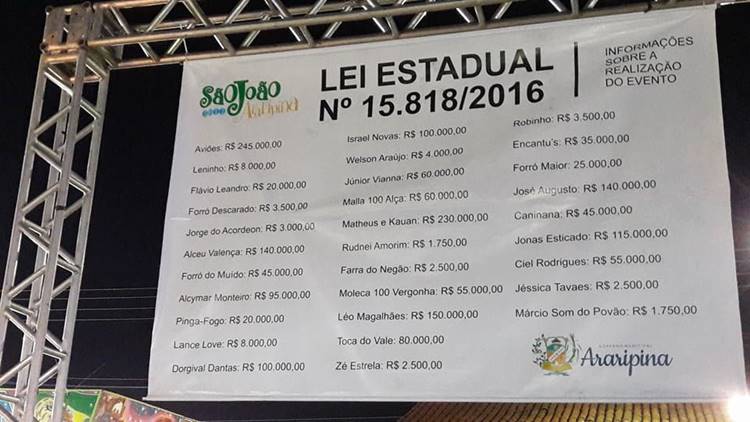 São João
Araripina
LEI ESTADUAL
Nº 15.818/2016
INFORMAÇÕES
SOBRE A
REALIZAÇÃO
DO EVENTO
Aviões: R$ 245.000,00
Leninho: R$ 8.000,00
Flávio Leandro: R$ 20.000,00
Forró Descarado: R$ 3.500,00
Jorge do Acordeon: R$ 3.000,00
Alceu Valença: R$ 140.000,00
Forró do Muído: R$ 45.000,00
Alcymar Monteiro: R$ 95.000,00
Pinga-Fogo: R$ 20.000,00
Lance Love: R$ 8.000,00
Dorgival Dantas: R$ 100.000,00
Israel Novas: R$ 100.000,00
Welson Araújo: R$ 4.000,00
Júnior Vianna: R$ 60.000,00
Malla 100 Alça: R$ 60.000,00
Matheus e Kauan: R$ 230.000,00
Rudnei Amorim: R$ 1.750,00
Farra do Negão: R$ 2.500,00
Moleca 100 Vergonha: R$ 55.000,00
Léo Magalhães: R$ 150.000,00
Toca do Vale: 80.000,00
Zé Estrela: R$ 2.500,00
Robinho: R$ 3.500,00
Encantu's: R$ 35.000,00
Forró Maior: 25.000,00
José Augusto: R$ 140.000,00
Caninana: R$ 45.000,00
Jonas Esticado: R$ 115.000,00
Ciel Rodrigues: R$ 55.000,00
Jéssica Tavaes: R$ 2.500,00
Márcio Som do Povão: R$ 1.750,00
GOVERNO MUNICIPAL
Araripina